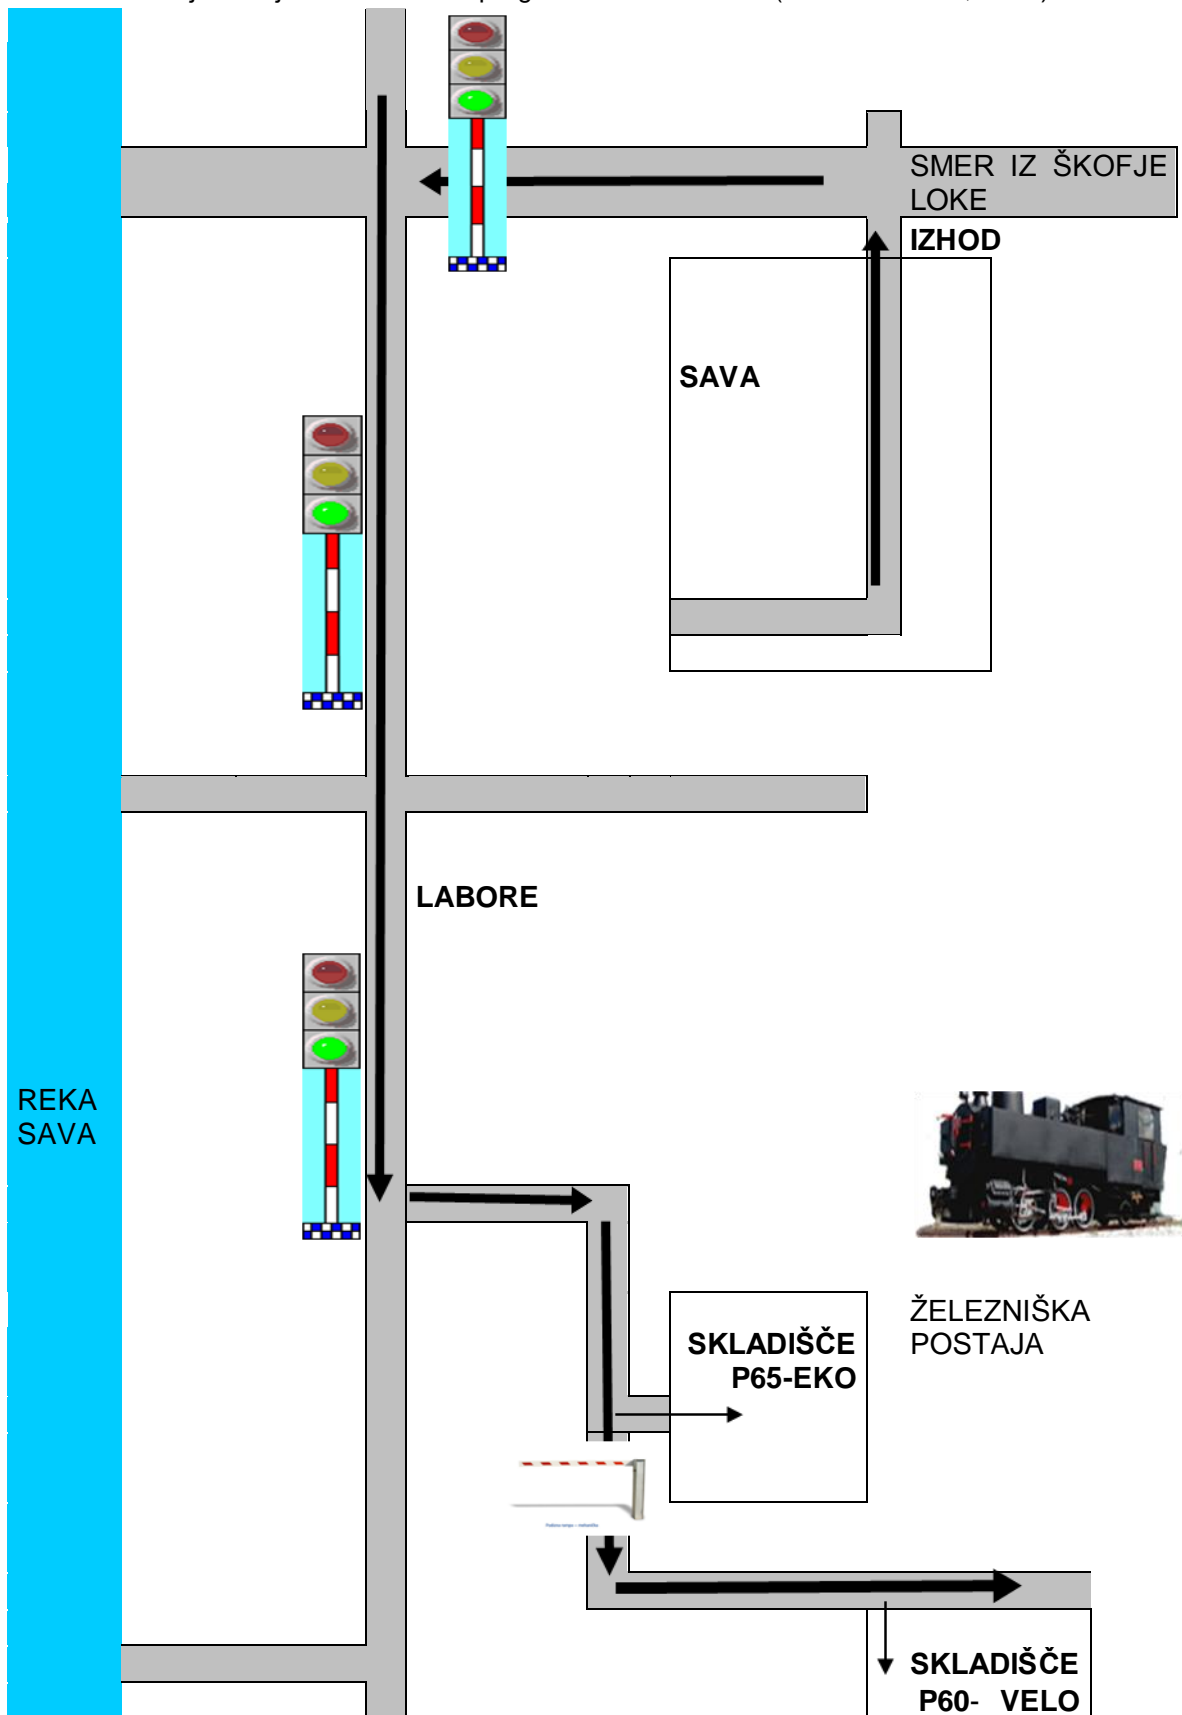 SMER IZ ŠKOFJE
LOKE
IZHOD
SAVA
LABORE
REKA
SAVA
ŽELEZNIŠKA
POSTAJA
SKLADIŠČE
P65-EKO
SKLADIŠČE
P60- VELO